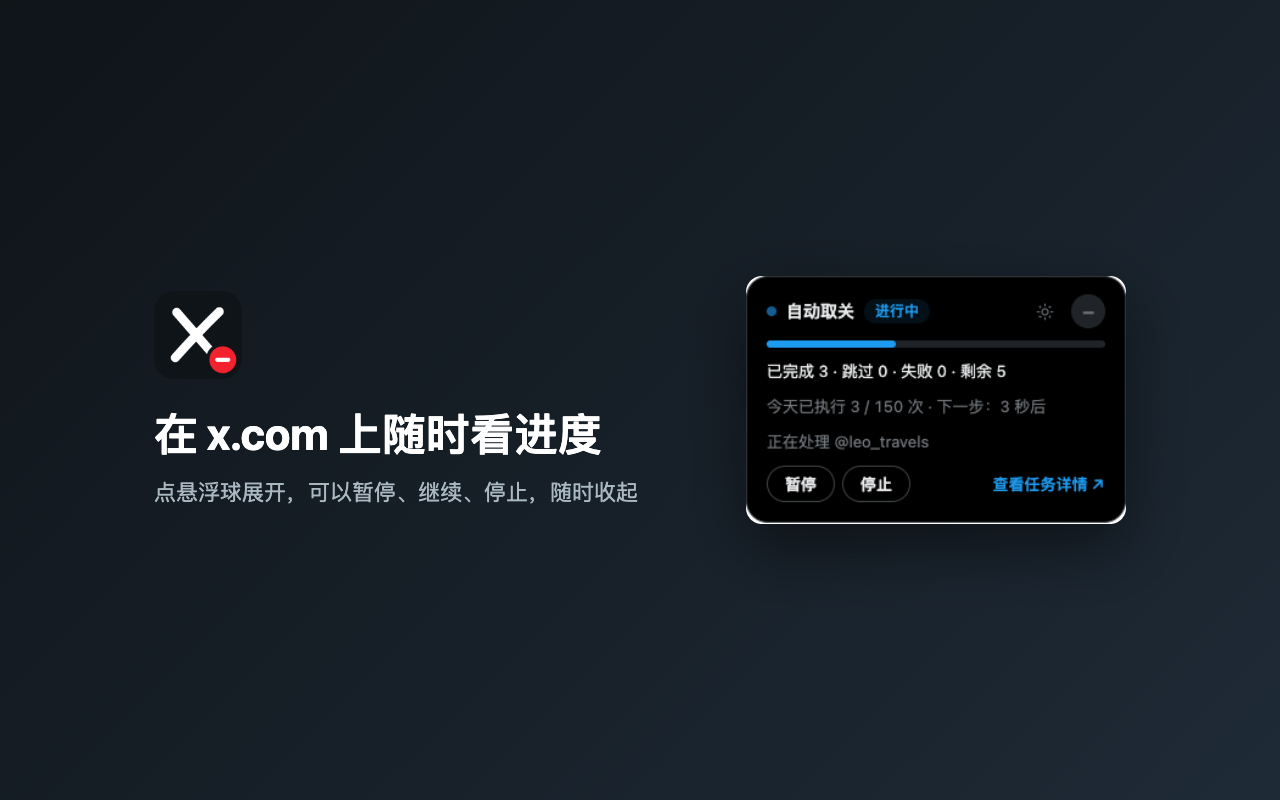 在 x.com 上随时看进度
点悬浮球展开，可以暂停、继续、停止，随时收起
自动取关 进行中
已完成 3 · 跳过 0 · 失败 0 · 剩余 5
今天已执行 3 / 150 次 · 下一步：3 秒后
正在处理 @leo_travels
暂停 停止 查看任务详情 ↗